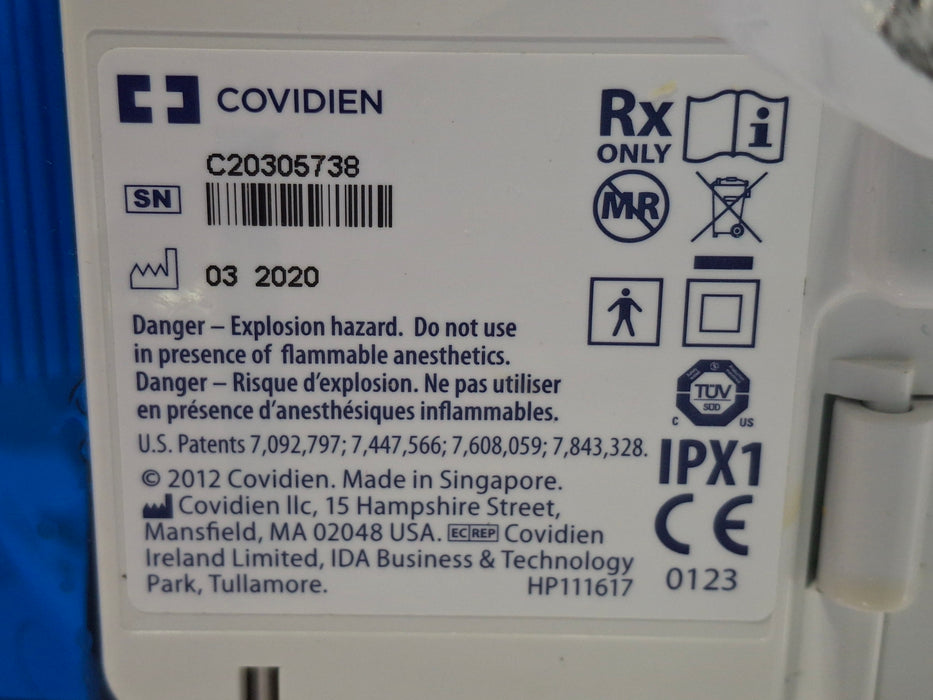 COVIDIEN
C20305738
SN
03 2020
Rx
ONLY
i
MR
Danger – Explosion hazard. Do not use
in presence of flammable anesthetics.
Danger – Risque d'explosion. Ne pas utiliser
en présence d'anesthésiques inflammables.
U.S. Patents 7,092,797; 7,447,566; 7,608,059; 7,843,328.
© 2012 Covidien. Made in Singapore.
Covidien llc, 15 Hampshire Street,
Mansfield, MA 02048 USA. EC REP Covidien
Ireland Limited, IDA Business & Technology
Park, Tullamore. HP111617
TÜV
SÜD
C US
IPX1
CE
0123